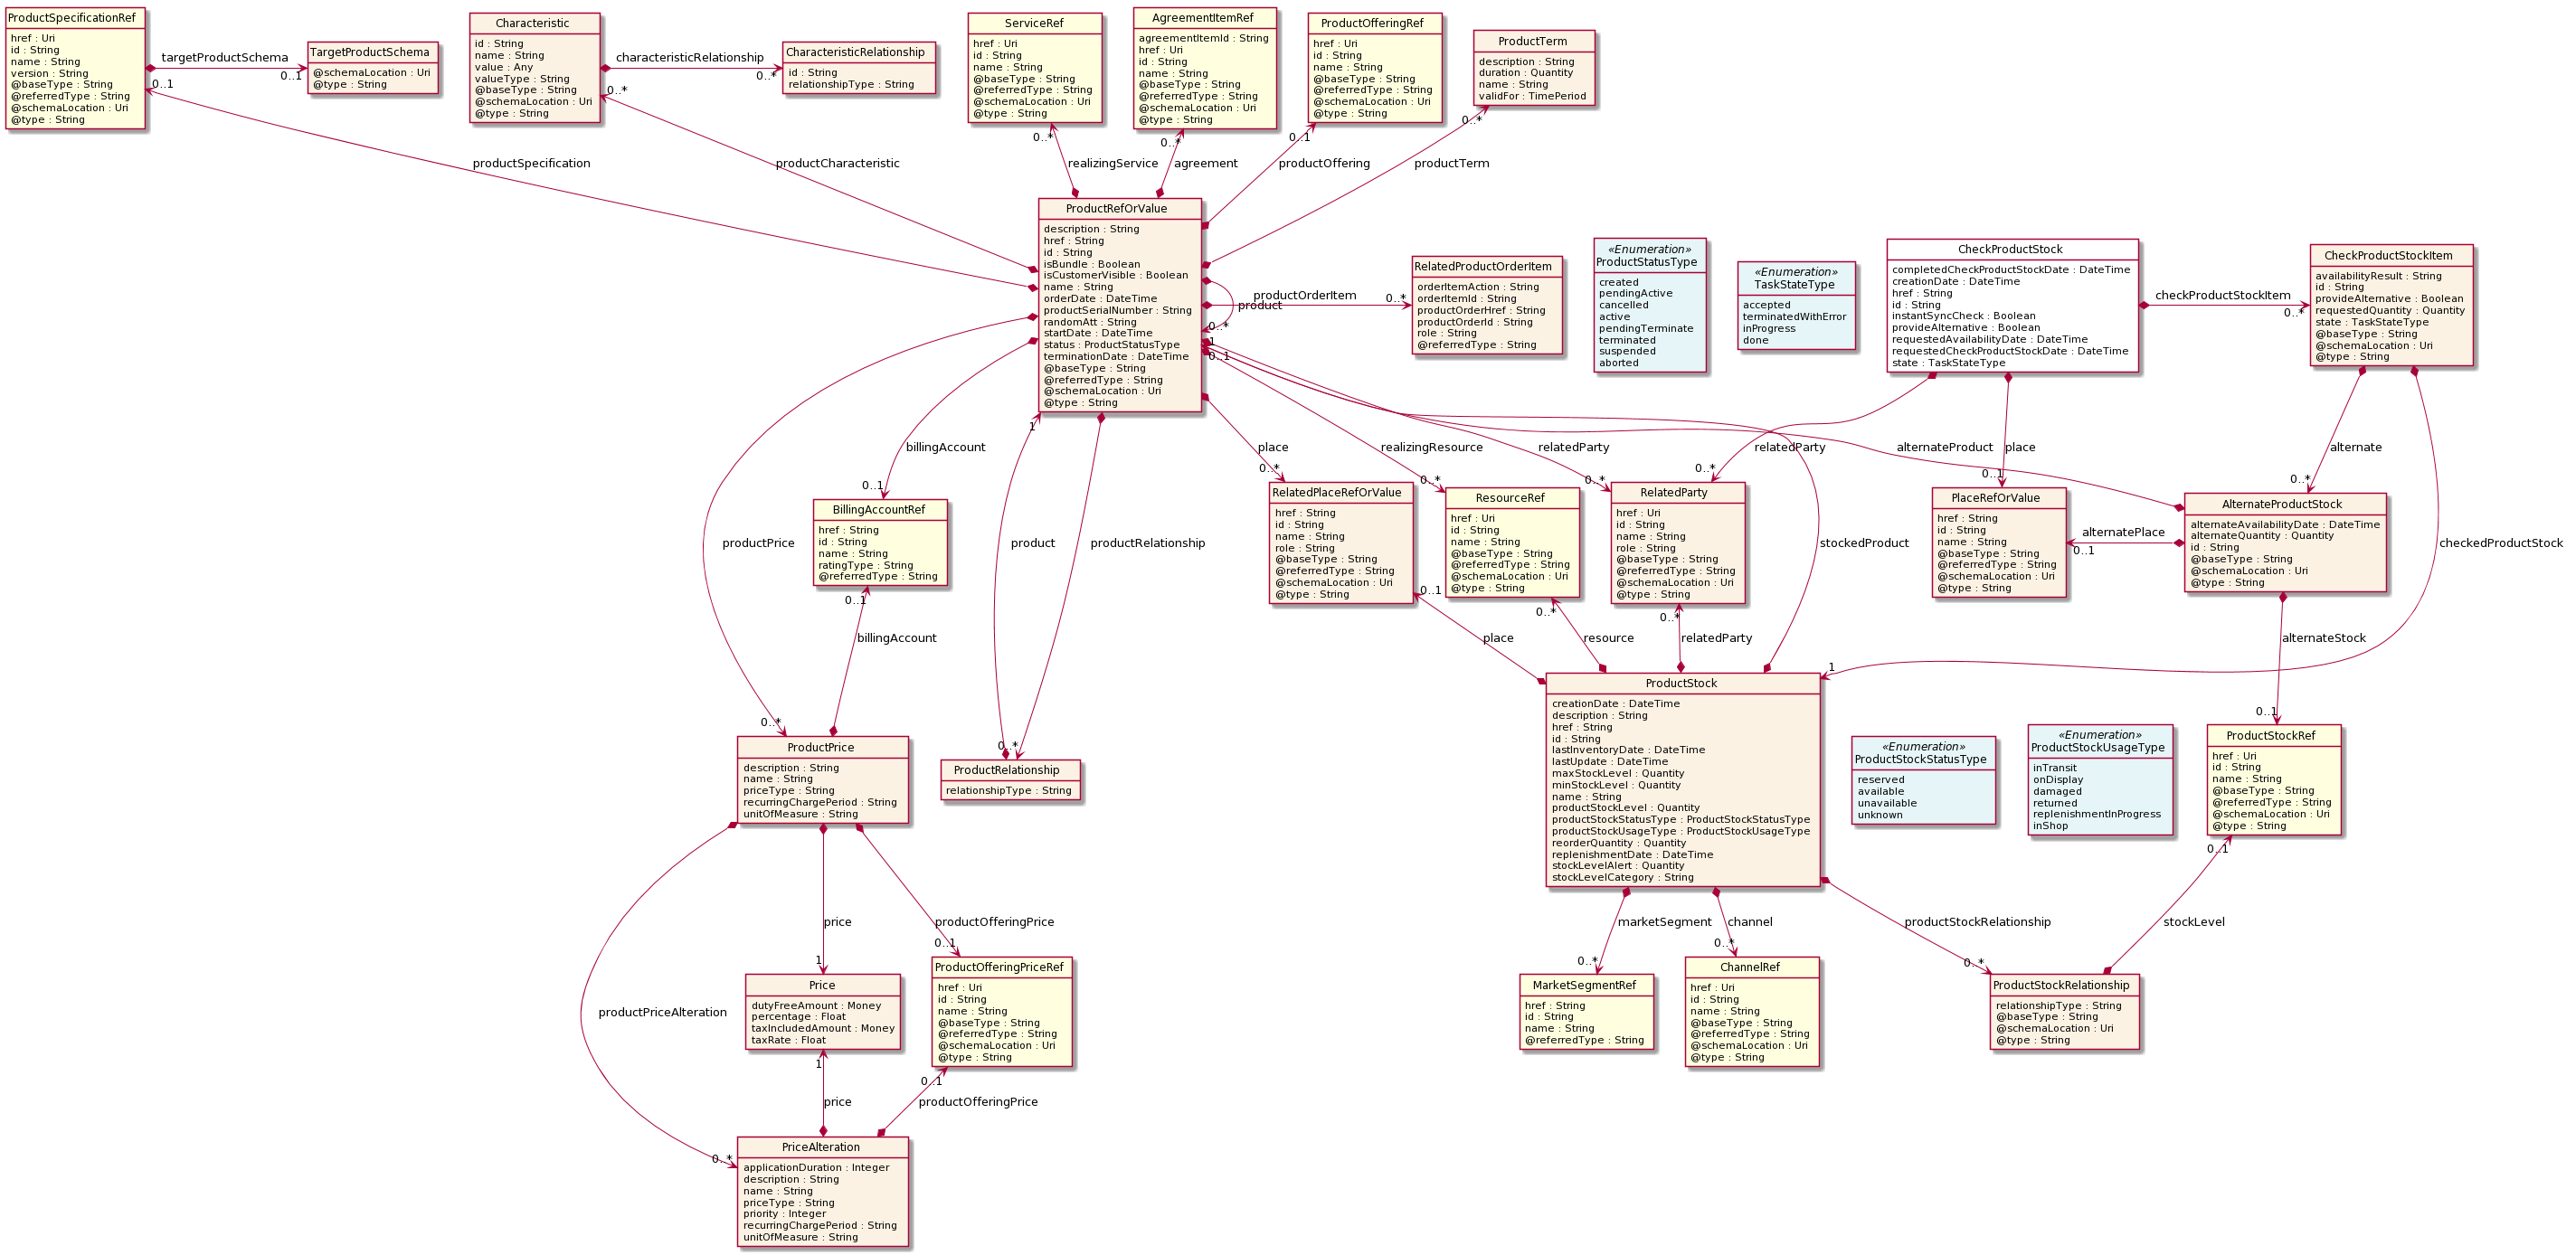 ProductSpecificationRef
href : Uri
id : String
name : String
version : String
@baseType : String
@referredType : String
@schemaLocation : Uri
@type : String
targetProductSchema
0..1
0..1
TargetProductSchema
@schemaLocation : Uri
@type : String
Characteristic
id : String
name : String
value : Any
valueType : String
@baseType : String
@schemaLocation : Uri
@type : String
characteristicRelationship
0..*
0..*
CharacteristicRelationship
id : String
relationshipType : String
ServiceRef
href : Uri
id : String
name : String
@baseType : String
@referredType : String
@schemaLocation : Uri
@type : String
0..*
AgreementItemRef
agreementItemId : String
href : Uri
id : String
name : String
@baseType : String
@referredType : String
@schemaLocation : Uri
@type : String
0..*
ProductOfferingRef
href : Uri
id : String
name : String
@baseType : String
@referredType : String
@schemaLocation : Uri
@type : String
0..1
ProductTerm
description : String
duration : Quantity
name : String
validFor : TimePeriod
0..*
productSpecification
productCharacteristic
realizingService
agreement
productOffering
productTerm
ProductRefOrValue
description : String
href : String
id : String
isBundle : Boolean
isCustomerVisible : Boolean
name : String
orderDate : DateTime
productSerialNumber : String
randomAtt : String
startDate : DateTime
status : ProductStatusType
terminationDate : DateTime
@baseType : String
@referredType : String
@schemaLocation : Uri
@type : String
productOrderItem
0..*
product
0..*
1
0..1
1
RelatedProductOrderItem
orderItemAction : String
orderItemId : String
productOrderHref : String
productOrderId : String
role : String
@referredType : String
«Enumeration»
ProductStatusType
created
pendingActive
cancelled
active
pendingTerminate
terminated
suspended
aborted
«Enumeration»
TaskStateType
accepted
terminatedWithError
inProgress
done
CheckProductStock
completedCheckProductStockDate : DateTime
creationDate : DateTime
href : String
id : String
instantSyncCheck : Boolean
provideAlternative : Boolean
requestedAvailabilityDate : DateTime
requestedCheckProductStockDate : DateTime
state : TaskStateType
checkProductStockItem
0..*
CheckProductStockItem
availabilityResult : String
id : String
provideAlternative : Boolean
requestedQuantity : Quantity
state : TaskStateType
@baseType : String
@schemaLocation : Uri
@type : String
billingAccount
place
realizingResource
relatedParty
relatedParty
alternateProduct
place
alternate
0..1
0..*
0..*
0..*
0..*
0..1
0..*
BillingAccountRef
href : String
id : String
name : String
ratingType : String
@referredType : String
0..1
RelatedPlaceRefOrValue
href : String
id : String
name : String
role : String
@baseType : String
@referredType : String
@schemaLocation : Uri
@type : String
0..1
ResourceRef
href : Uri
id : String
name : String
@baseType : String
@referredType : String
@schemaLocation : Uri
@type : String
0..*
RelatedParty
href : Uri
id : String
name : String
role : String
@baseType : String
@referredType : String
@schemaLocation : Uri
@type : String
0..*
PlaceRefOrValue
href : String
id : String
name : String
@baseType : String
@referredType : String
@schemaLocation : Uri
@type : String
alternatePlace
0..1
AlternateProductStock
alternateAvailabilityDate : DateTime
alternateQuantity : Quantity
id : String
@baseType : String
@schemaLocation : Uri
@type : String
productPrice
product
productRelationship
stockedProduct
checkedProductStock
billingAccount
place
resource
relatedParty
alternateStock
0..*
0..*
1
0..1
ProductPrice
description : String
name : String
priceType : String
recurringChargePeriod : String
unitOfMeasure : String
ProductRelationship
relationshipType : String
ProductStock
creationDate : DateTime
description : String
href : String
id : String
lastInventoryDate : DateTime
lastUpdate : DateTime
maxStockLevel : Quantity
minStockLevel : Quantity
name : String
productStockLevel : Quantity
productStockStatusType : ProductStockStatusType
productStockUsageType : ProductStockUsageType
reorderQuantity : Quantity
replenishmentDate : DateTime
stockLevelAlert : Quantity
stockLevelCategory : String
«Enumeration»
ProductStockStatusType
reserved
available
unavailable
unknown
«Enumeration»
ProductStockUsageType
inTransit
onDisplay
damaged
returned
replenishmentInProgress
inShop
ProductStockRef
href : Uri
id : String
name : String
@baseType : String
@referredType : String
@schemaLocation : Uri
@type : String
0..1
price
productOfferingPrice
marketSegment
channel
productStockRelationship
stockLevel
1
0..1
0..*
0..*
0..*
productPriceAlteration
Price
dutyFreeAmount : Money
percentage : Float
taxIncludedAmount : Money
taxRate : Float
1
ProductOfferingPriceRef
href : Uri
id : String
name : String
@baseType : String
@referredType : String
@schemaLocation : Uri
@type : String
0..1
MarketSegmentRef
href : String
id : String
name : String
@referredType : String
ChannelRef
href : Uri
id : String
name : String
@baseType : String
@referredType : String
@schemaLocation : Uri
@type : String
ProductStockRelationship
relationshipType : String
@baseType : String
@schemaLocation : Uri
@type : String
price
productOfferingPrice
0..*
PriceAlteration
applicationDuration : Integer
description : String
name : String
priceType : String
priority : Integer
recurringChargePeriod : String
unitOfMeasure : String